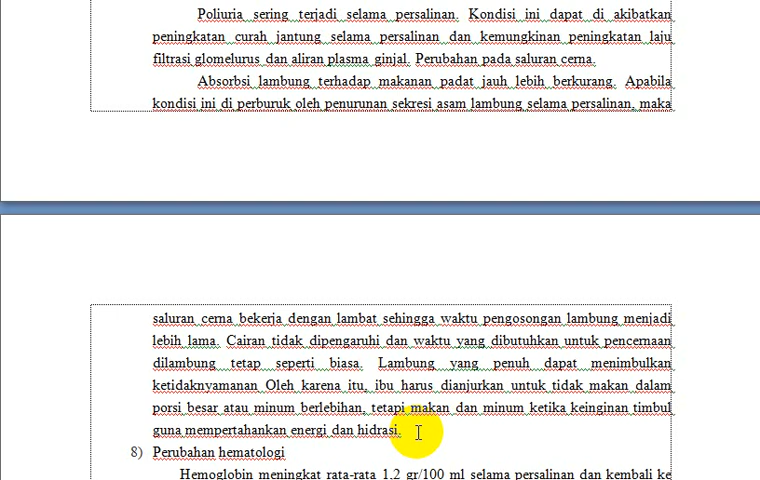 Poliuria sering terjadi selama persalinan. Kondisi ini dapat di akibatkan
peningkatan curah jantung selama persalinan dan kemungkinan peningkatan laju
filtrasi glomelurus dan aliran plasma ginjal. Perubahan pada saluran cerna.
Absorbsi lambung terhadap makanan padat jauh lebih berkurang. Apabila
kondisi ini di perburuk oleh penurunan sekresi asam lambung selama persalinan, maka
saluran cerna bekerja dengan lambat sehingga waktu pengosongan lambung menjadi
lebih lama. Cairan tidak dipengaruhi dan waktu yang dibutuhkan untuk pencernaan
dilambung tetap seperti biasa. Lambung yang penuh dapat menimbulkan
ketidaknyamanan Oleh karena itu, ibu harus dianjurkan untuk tidak makan dalam
porsi besar atau minum berlebihan, tetapi makan dan minum ketika keinginan timbul
guna mempertahankan energi dan hidrasi.
8) Perubahan hematologi
Hemoglobin meningkat rata-rata 1,2 gr/100 ml selama persalinan dan kembali ke